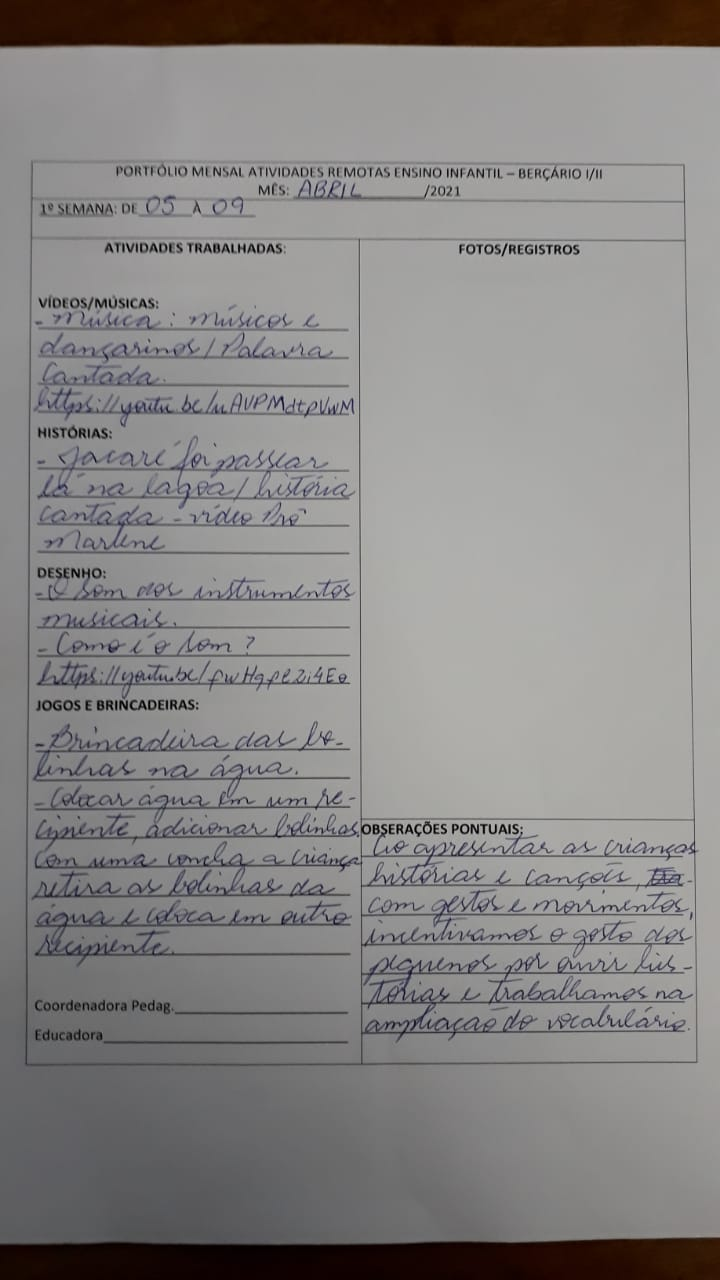 PORTFÓLIO MENSAL ATIVIDADES REMOTAS ENSINO INFANTIL – BERÇÁRIO I/II
MÊS: ABRIL______/2021
1º SEMANA: DE 05 À 09
ATIVIDADES TRABALHADAS:
VÍDEOS/MÚSICAS:
- Música: músicos e
dançarinos / Palavra
Cantada.
https://youtu.be/uAVPMdtpVwM
HISTÓRIAS:
- Jacaré foi passear
lá na lagoa / história
cantada - vídeo Prô
Marlene
DESENHO:
- O som dos instrumentos
musicais.
- Como é o som?
https://youtu.be/
JOGOS E BRINCADEIRAS:
- Brincadeira das bo-
linhas na água.
- Colocar água em um re-
cipiente, adicionar bolinhas
com uma concha a criança
retira as bolinhas da
água e coloca em outro
recipiente.
Coordenadora Pedag.
Educadora
FOTOS/REGISTROS
OBSERAÇÕES PONTUAIS:
Ao apresentar as crianças
histórias e cançóis,
com gestos e movimentos,
incentivamos o gosto dos
pequenos por ouvir his-
tórias e trabalhamos na
ampliação do vocabulário.